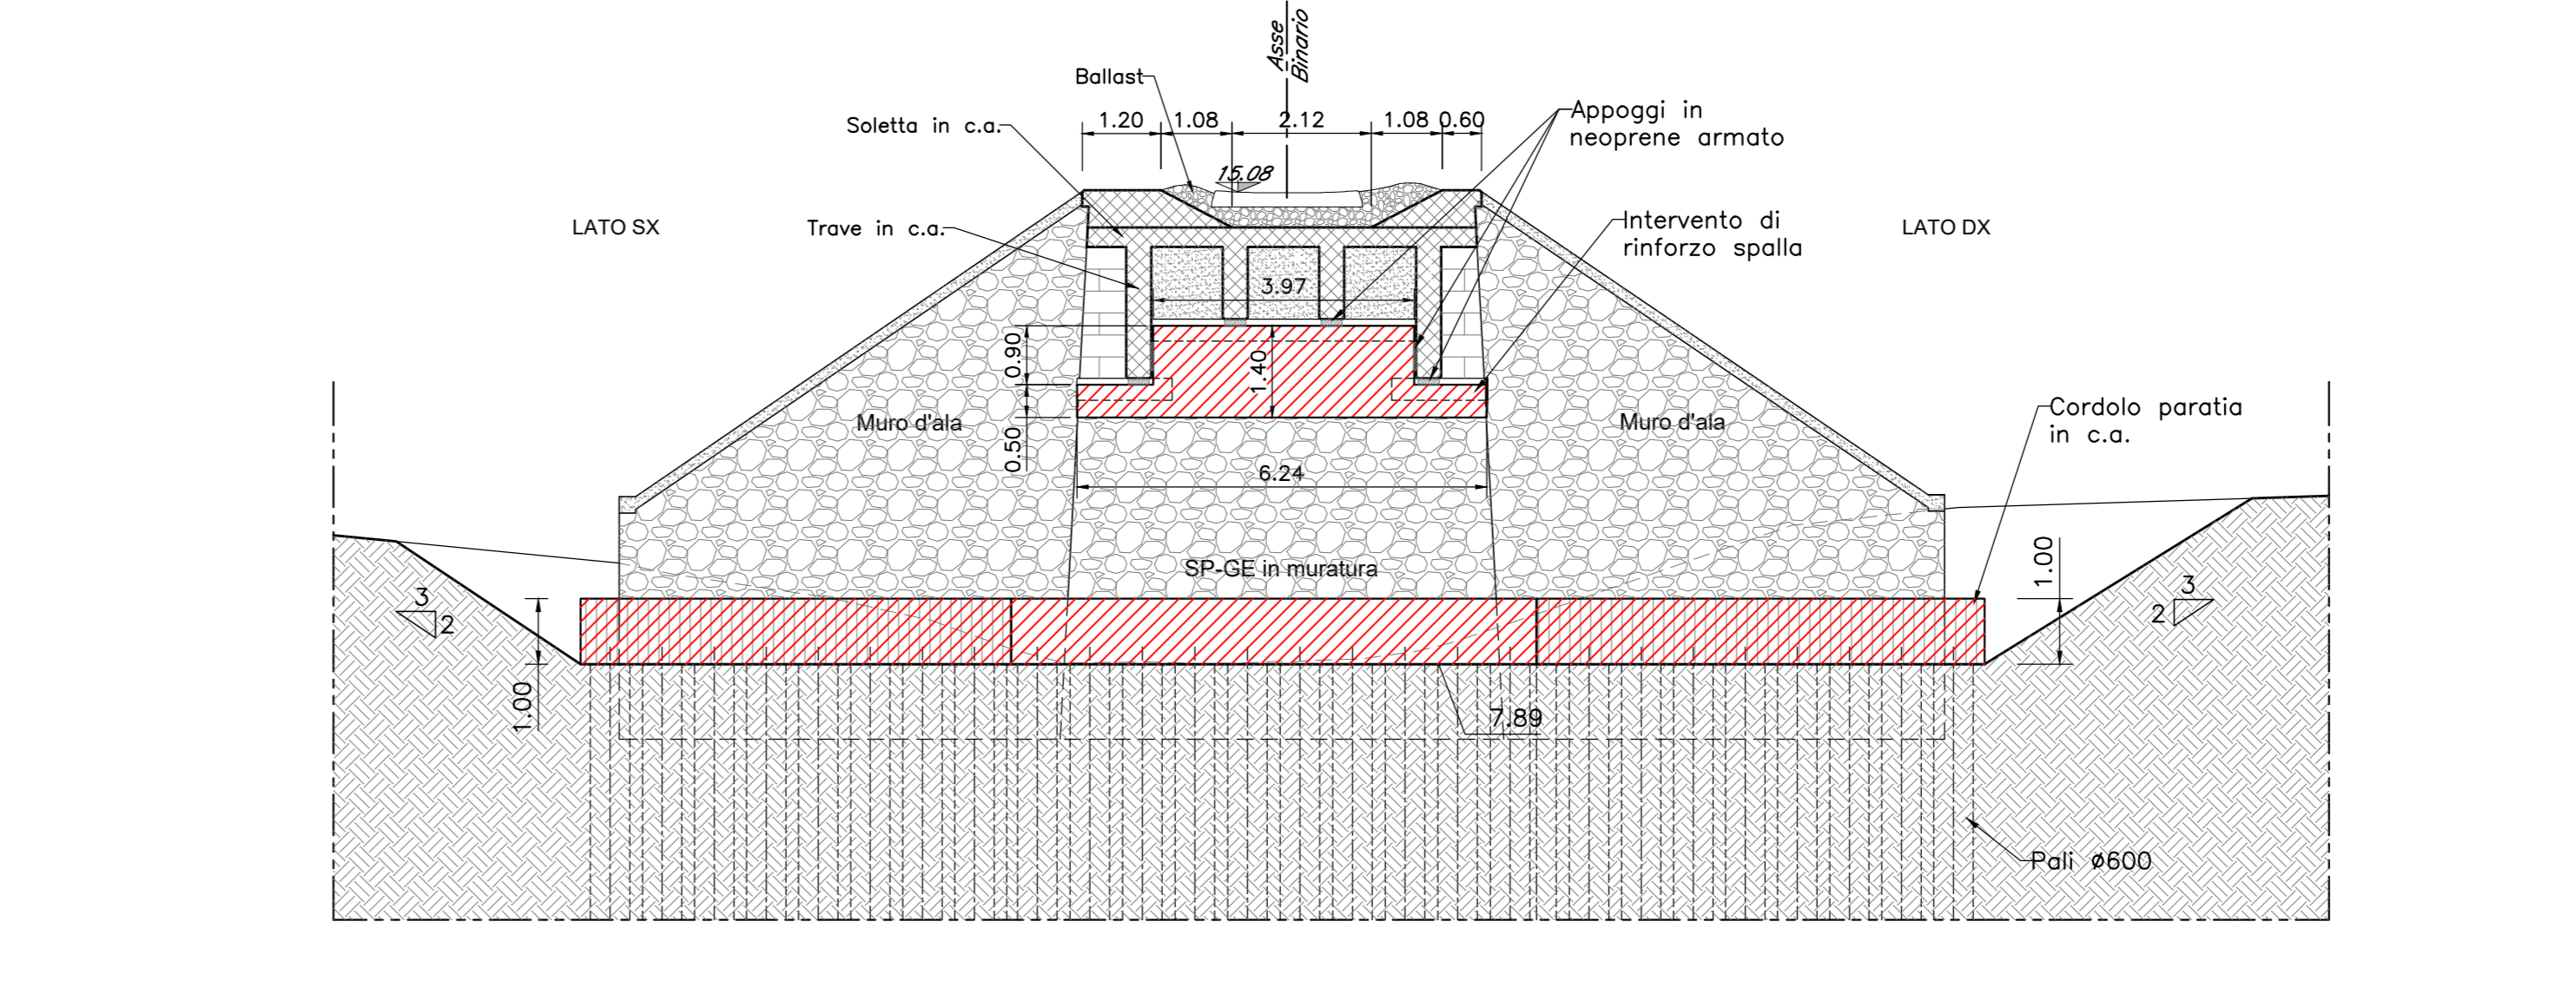 Asse
Binario
Ballast
Soletta in c.a.
1.20
1.08
2.12
1.08
0.60
Appoggi in
neoprene armato
15.08
LATO SX
Trave in c.a.
Intervento di
rinforzo spalla
LATO DX
3.97
0.90
1.40
0.50
Muro d'ala
Muro d'ala
Cordolo paratia
in c.a.
6.24
SP-GE in muratura
3
2
1.00
1.00
3
2
7.89
Pali Ø600